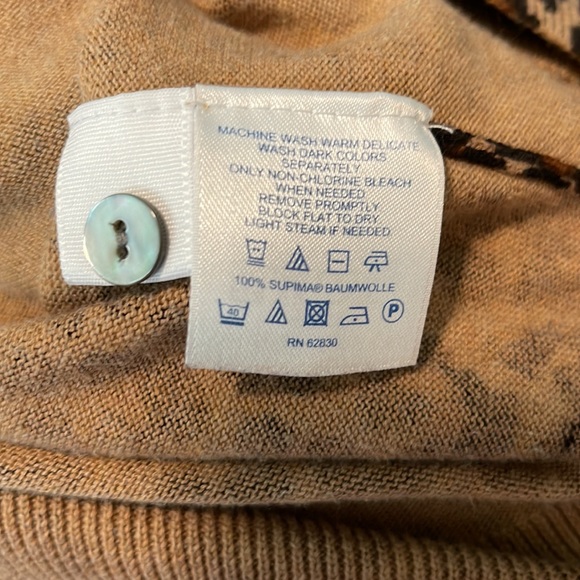 MACHINE WASH WARM DELICATE
WASH DARK COLORS
SEPARATELY
ONLY NON-CHLORINE BLEACH
WHEN NEEDED
REMOVE PROMPTLY
BLOCK FLAT TO DRY
LIGHT STEAM IF NEEDED
100% SUPIMA® BAUMWOLLE
40 P
RN 62830